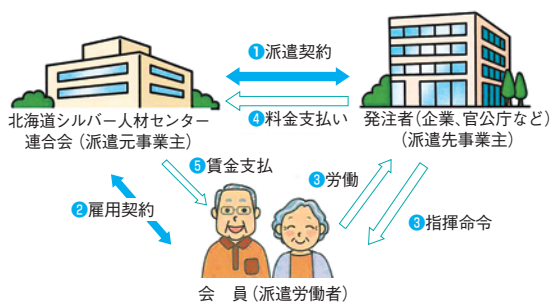 ❶派遣契約
❹料金支払い
北海道シルバー人材センター
連合会(派遣元事業主)
発注者(企業、官公庁など)
(派遣先事業主)
❺賃金支払
❸労働
❷雇用契約
❸指揮命令
会　員(派遣労働者)